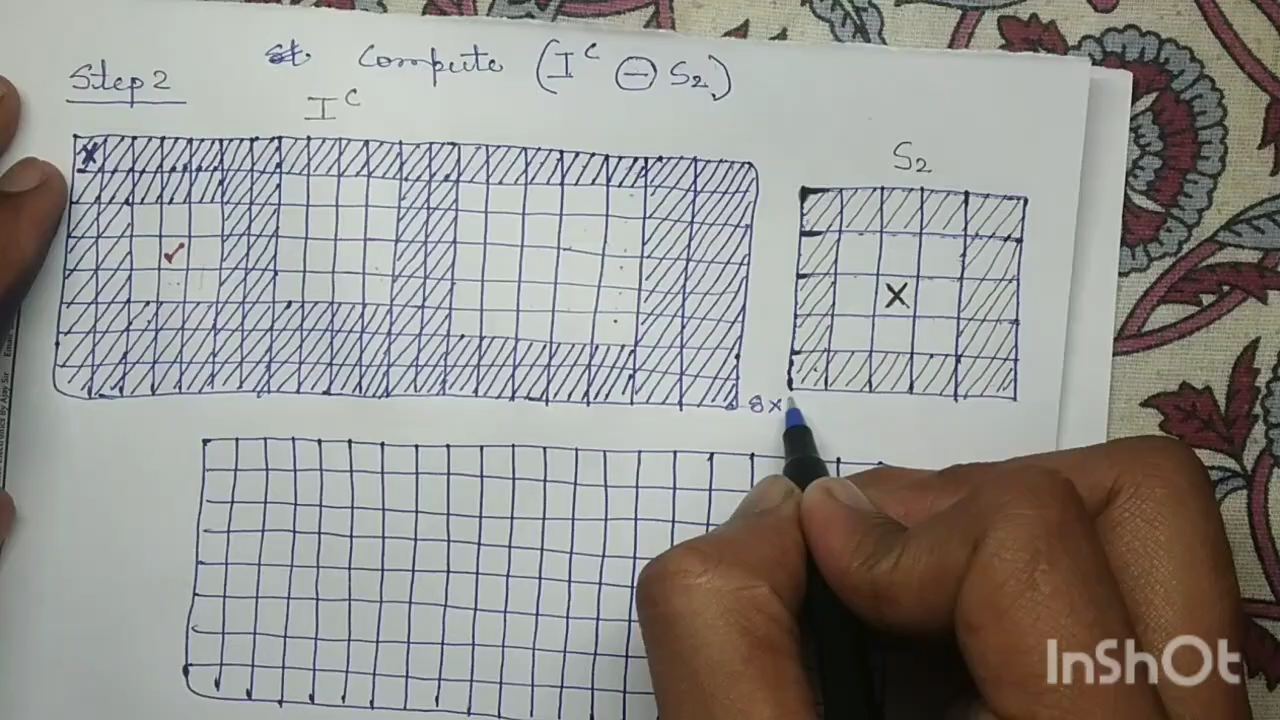 Step 2
Compute (I^C ⊖ S₂)
I^C
S₂
X
✓
X
8×
InShOt